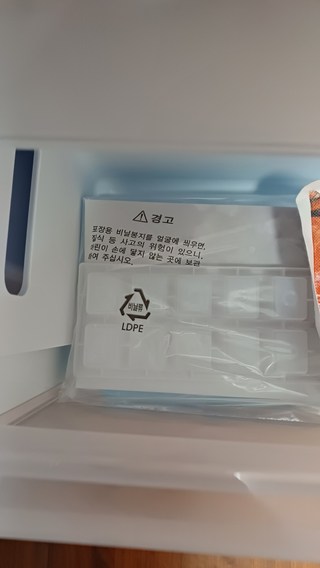 ⚠ 경고
포장용 비닐봉지를 얼굴에 씌우면,
질식 등 사고의 위험이 있으니,
어린이 손에 닿지 않는 곳에 보관
하여 주십시오.
비닐류
LDPE